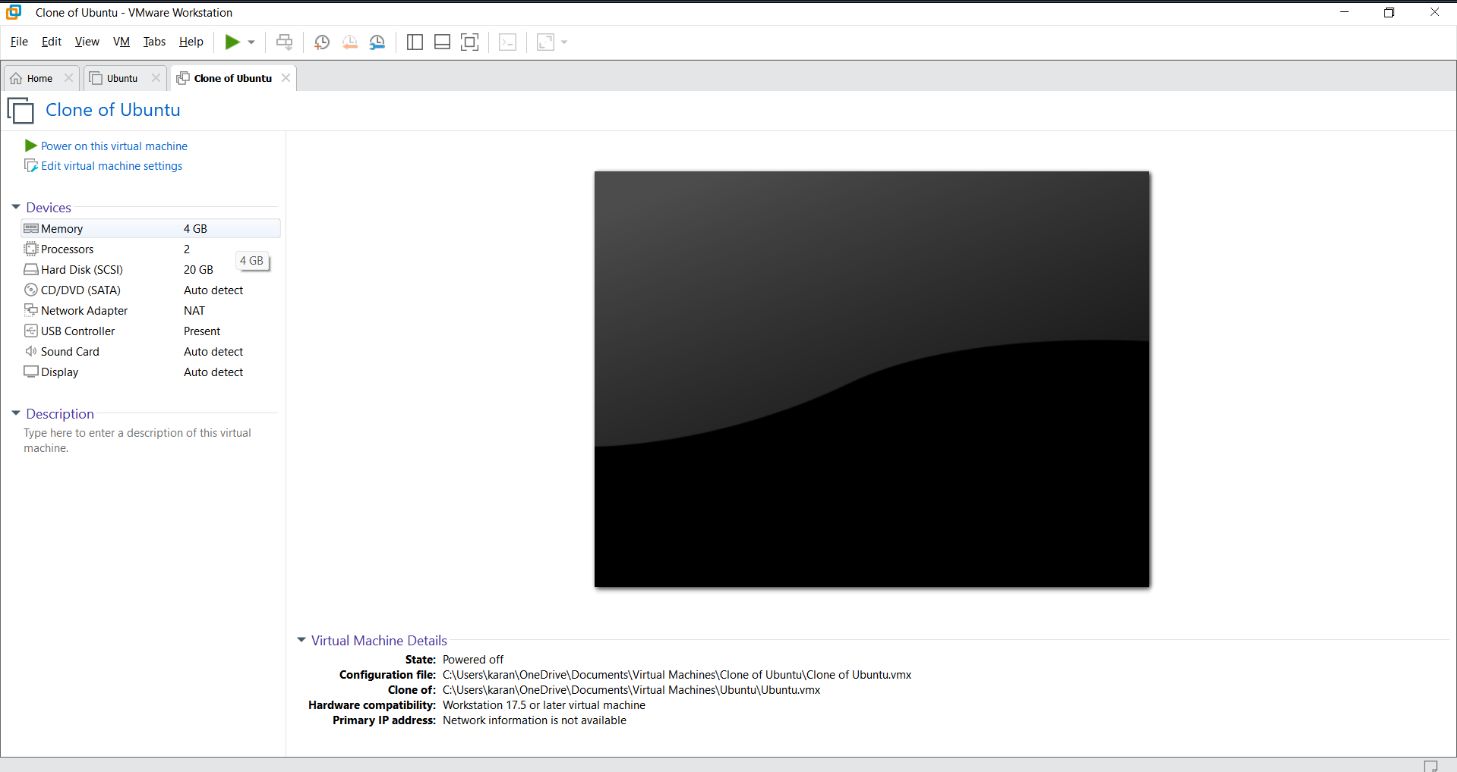 Clone of Ubuntu - VMware Workstation
File Edit View VM Tabs Help
Home Ubuntu Clone of Ubuntu
Clone of Ubuntu
Power on this virtual machine
Edit virtual machine settings
Devices
Memory 4 GB
Processors 2
4 GB
Hard Disk (SCSI) 20 GB
CD/DVD (SATA) Auto detect
Network Adapter NAT
USB Controller Present
Sound Card Auto detect
Display Auto detect
Description
Type here to enter a description of this virtual
machine.
Virtual Machine Details
State: Powered off
Configuration file: C:\Users\karan\OneDrive\Documents\Virtual Machines\Clone of Ubuntu\Clone of Ubuntu.vmx
Clone of: C:\Users\karan\OneDrive\Documents\Virtual Machines\Ubuntu\Ubuntu.vmx
Hardware compatibility: Workstation 17.5 or later virtual machine
Primary IP address: Network information is not available